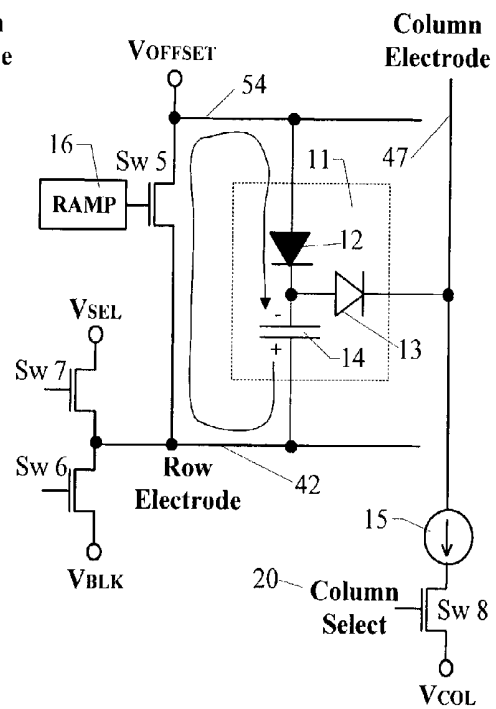 n
e
VOFFSET
Column
Electrode
54
47
16
Sw 5
11
RAMP
12
-
+
14
13
VSEL
Sw 7
Sw 6
Row
Electrode
42
VBLK
15
20
Column
Select
Sw 8
VCOL